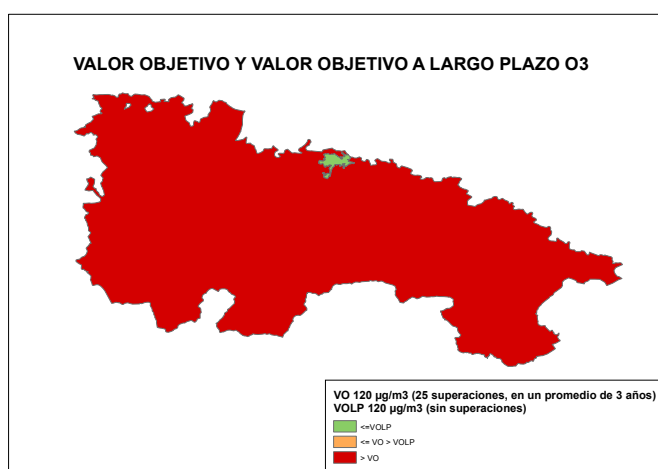 VALOR OBJETIVO Y VALOR OBJETIVO A LARGO PLAZO O3
VO 120 µg/m3 (25 superaciones, en un promedio de 3 años)
VOLP 120 µg/m3 (sin superaciones)
<=VOLP
<= VO > VOLP
> VO